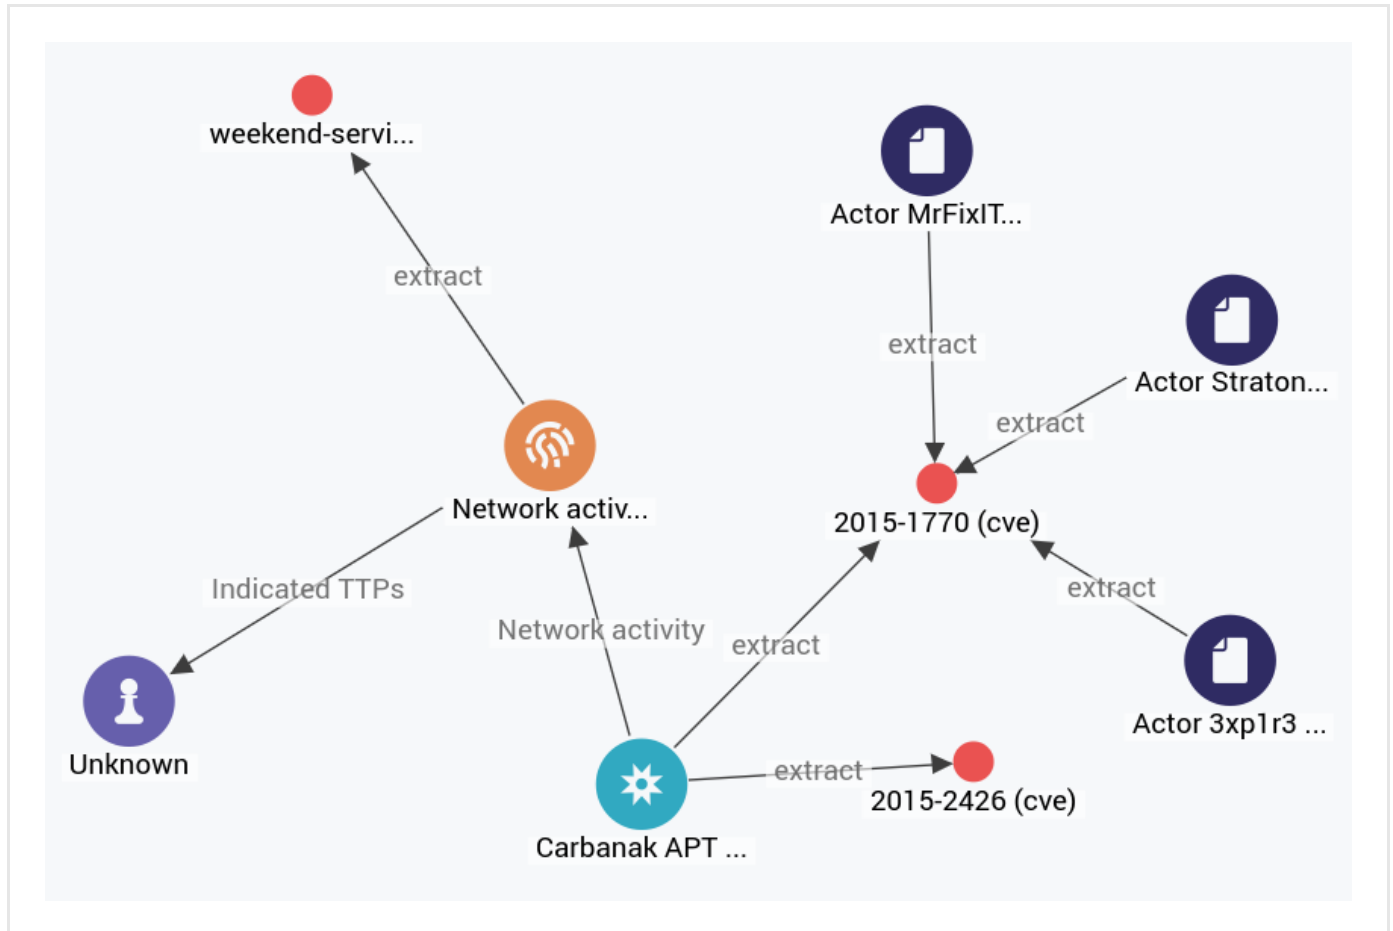 weekend-servi...
Actor MrFixIT...
extract
extract
Actor Straton...
extract
Network activ...
2015-1770 (cve)
Indicated TTPs
extract
Network activity
extract
Actor 3xp1r3 ...
Unknown
extract
2015-2426 (cve)
Carbanak APT ...